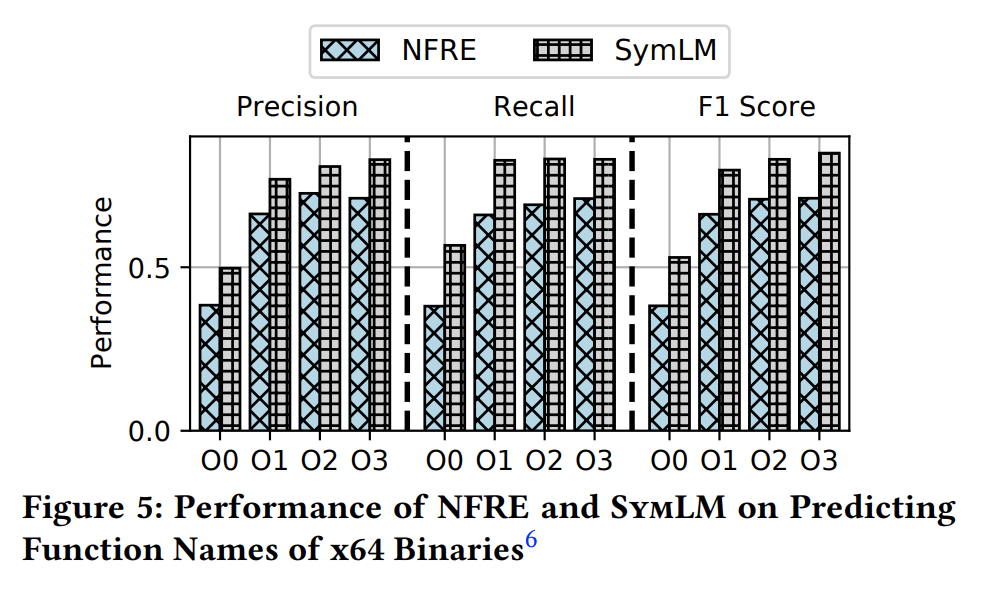 NFRE SymLM
Precision Recall F1 Score
Performance
0.5
0.0
O0 O1 O2 O3 O0 O1 O2 O3 O0 O1 O2 O3
Figure 5: Performance of NFRE and SymLM on Predicting
Function Names of x64 Binaries6